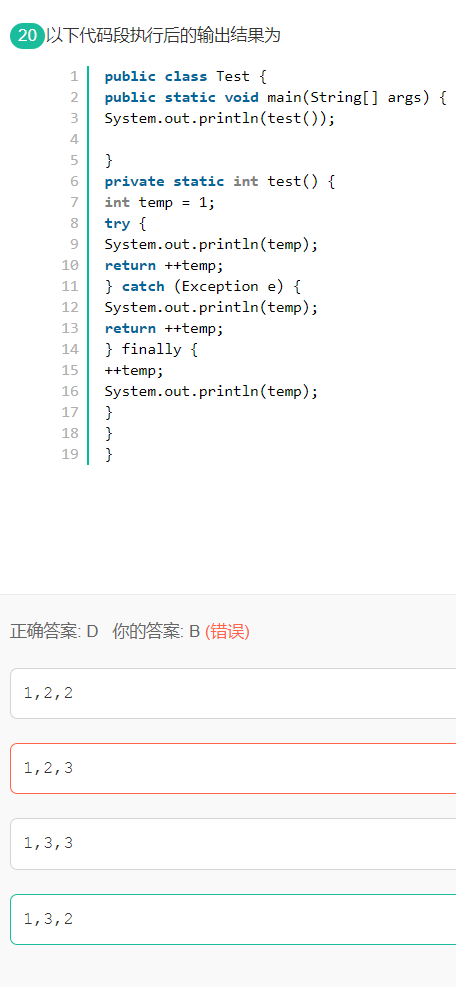 20 以下代码段执行后的输出结果为
1 public class Test {
2 public static void main(String[] args) {
3 System.out.println(test());
4
5 }
6 private static int test() {
7 int temp = 1;
8 try {
9 System.out.println(temp);
10 return ++temp;
11 } catch (Exception e) {
12 System.out.println(temp);
13 return ++temp;
14 } finally {
15 ++temp;
16 System.out.println(temp);
17 }
18 }
19 }
正确答案: D 你的答案: B (错误)
1,2,2
1,2,3
1,3,3
1,3,2